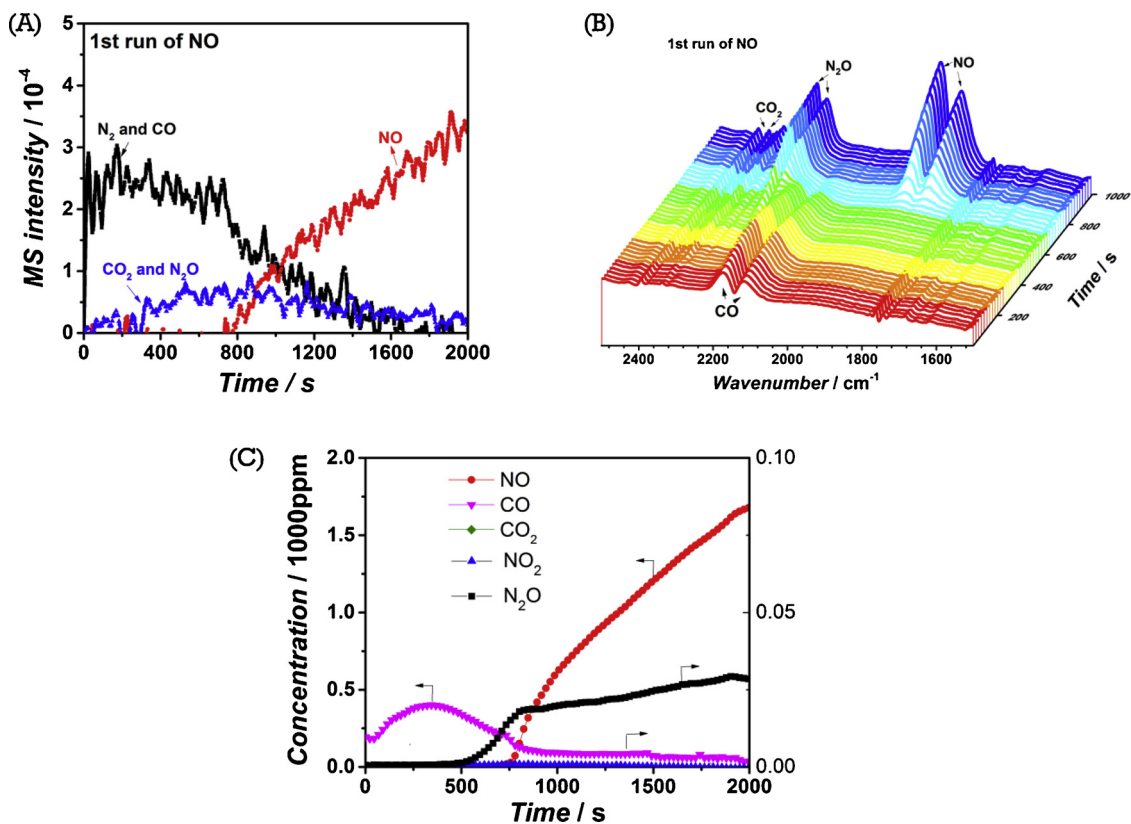 (A)
1st run of NO
N₂ and CO
NO
CO₂ and N₂O
MS intensity / 10⁻⁴
5
4
3
2
1
0
0 400 800 1200 1600 2000
Time / s
(B)
1st run of NO
N₂O
NO
CO₂
CO
2400 2200 2000 1800 1600
Wavenumber / cm⁻¹
200
400
600
800
1000
Time / s
(C)
NO
CO
CO₂
NO₂
N₂O
Concentration / 1000ppm
2.0
1.5
1.0
0.5
0.0
0.10
0.05
0.00
0 500 1000 1500 2000
Time / s